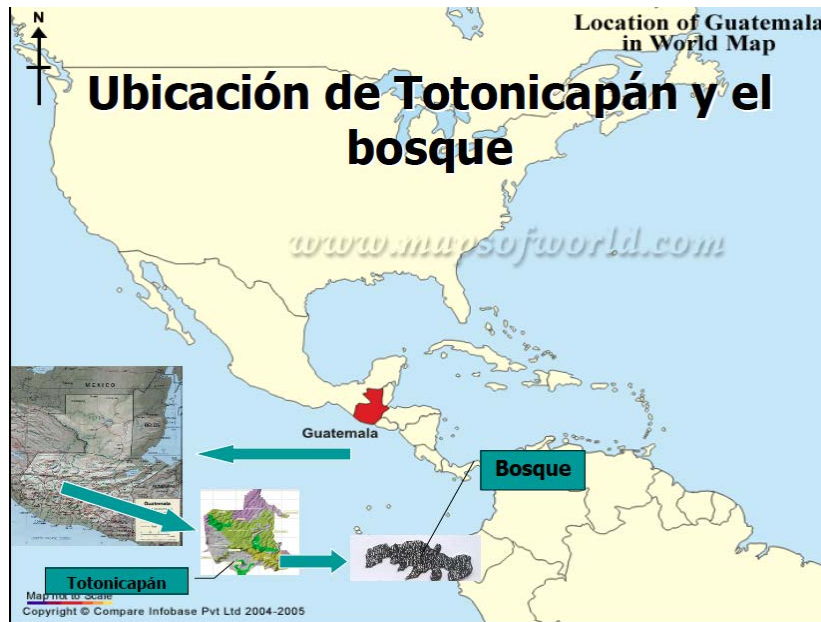 N
Location of Guatemala
in World Map
Ubicación de Totonicapán y el
bosque
www.mapsofworld.com
MEXICO
Guatemala
Bosque
Guatemala
Totonicapán
Map not to Scale
Copyright © Compare Infobase Pvt Ltd 2004-2005